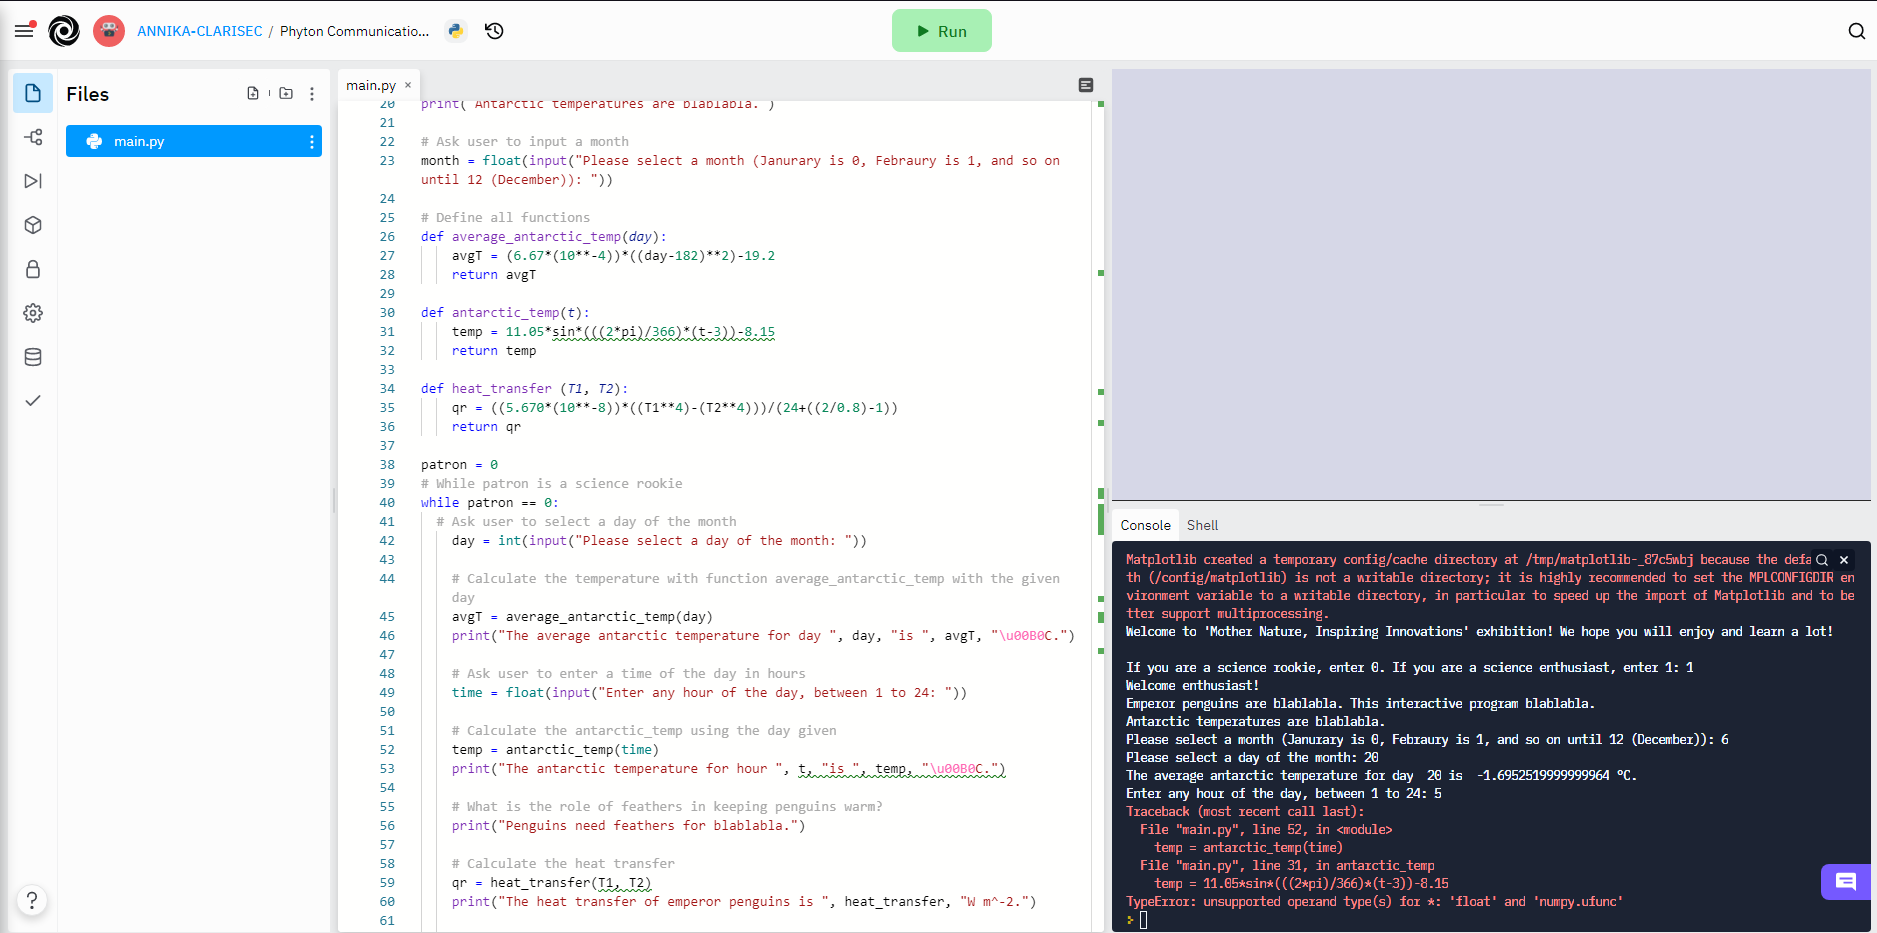 ANNIKA-CLARISEC / Phyton Communicatio...
Run
Files
main.py
main.py ×
20 print("Antarctic temperatures are blablabla.")
21
22 # Ask user to input a month
23 month = float(input("Please select a month (Janurary is 0, Febraury is 1, and so on
until 12 (December)): "))
24
25 # Define all functions
26 def average_antarctic_temp(day):
27 avgT = (6.67*(10**-4))*((day-182)**2)-19.2
28 return avgT
29
30 def antarctic_temp(t):
31 temp = 11.05*sin*(((2*pi)/366)*(t-3))-8.15
32 return temp
33
34 def heat_transfer (T1, T2):
35 qr = ((5.670*(10**-8))*((T1**4)-(T2**4)))/(24+((2/0.8)-1))
36 return qr
37
38 patron = 0
39 # While patron is a science rookie
40 while patron == 0:
41 # Ask user to select a day of the month
42 day = int(input("Please select a day of the month: "))
43
44 # Calculate the temperature with function average_antarctic_temp with the given
day
45 avgT = average_antarctic_temp(day)
46 print("The average antarctic temperature for day ", day, "is ", avgT, "\u00B0C.")
47
48 # Ask user to enter a time of the day in hours
49 time = float(input("Enter any hour of the day, between 1 to 24: "))
50
51 # Calculate the antarctic_temp using the day given
52 temp = antarctic_temp(time)
53 print("The antarctic temperature for hour ", t, "is ", temp, "\u00B0C.")
54
55 # What is the role of feathers in keeping penguins warm?
56 print("Penguins need feathers for blablabla.")
57
58 # Calculate the heat transfer
59 qr = heat_transfer(T1, T2)
60 print("The heat transfer of emperor penguins is ", heat_transfer, "W m^-2.")
61
Console Shell
Matplotlib created a temporary config/cache directory at /tmp/matplotlib-_87c5wbj because the defa
th (/config/matplotlib) is not a writable directory; it is highly recommended to set the MPLCONFIGDIR en
vironment variable to a writable directory, in particular to speed up the import of Matplotlib and to be
tter support multiprocessing.
Welcome to 'Mother Nature, Inspiring Innovations' exhibition! We hope you will enjoy and learn a lot!
If you are a science rookie, enter 0. If you are a science enthusiast, enter 1: 1
Welcome enthusiast!
Emperor penguins are blablabla. This interactive program blablabla.
Antarctic temperatures are blablabla.
Please select a month (Janurary is 0, Febraury is 1, and so on until 12 (December)): 6
Please select a day of the month: 20
The average antarctic temperature for day  20 is  -1.6952519999999964 °C.
Enter any hour of the day, between 1 to 24: 5
Traceback (most recent call last):
File "main.py", line 52, in <module>
temp = antarctic_temp(time)
File "main.py", line 31, in antarctic_temp
temp = 11.05*sin*(((2*pi)/366)*(t-3))-8.15
TypeError: unsupported operand type(s) for *: 'float' and 'numpy.ufunc'
>
?